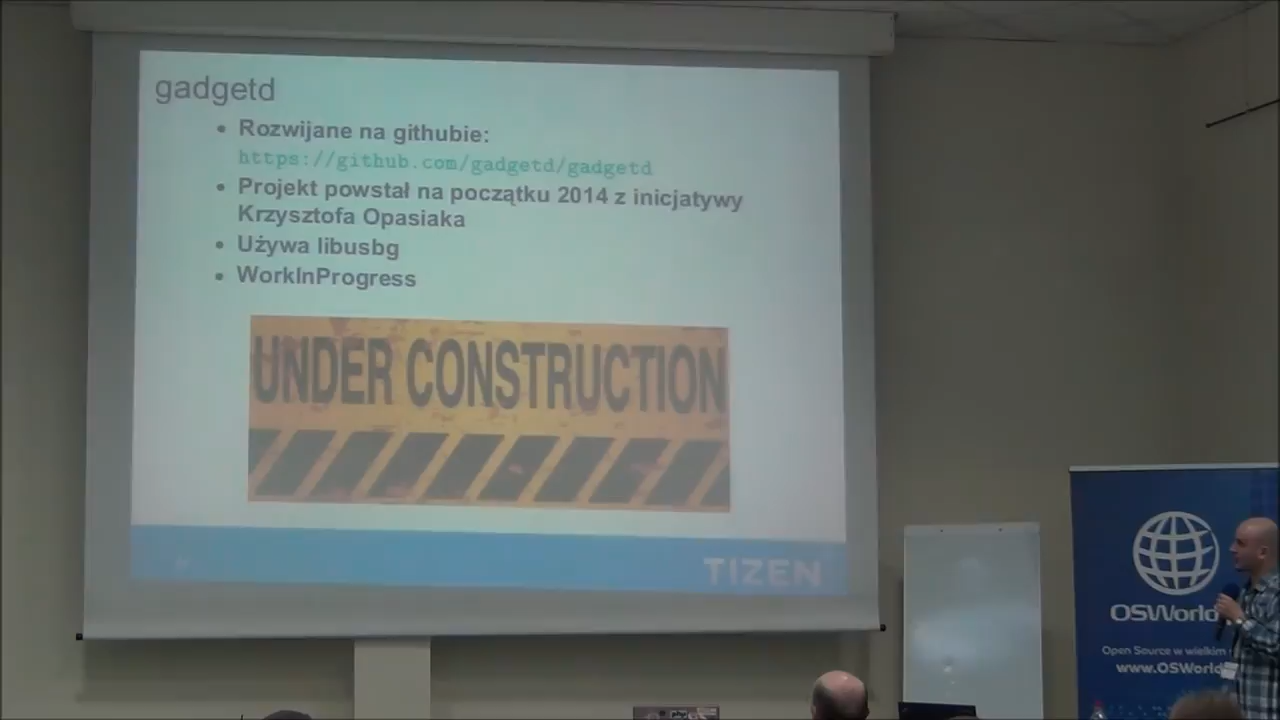 gadgetd
• Rozwijane na githubie:
https://github.com/gadgetd/gadgetd
• Projekt powstał na początku 2014 z inicjatywy
Krzysztofa Opasiaka
• Używa libusbg
• WorkInProgress
UNDER CONSTRUCTION
TIZEN
OSWorld
Open Source w wielkim
www.OSWorld